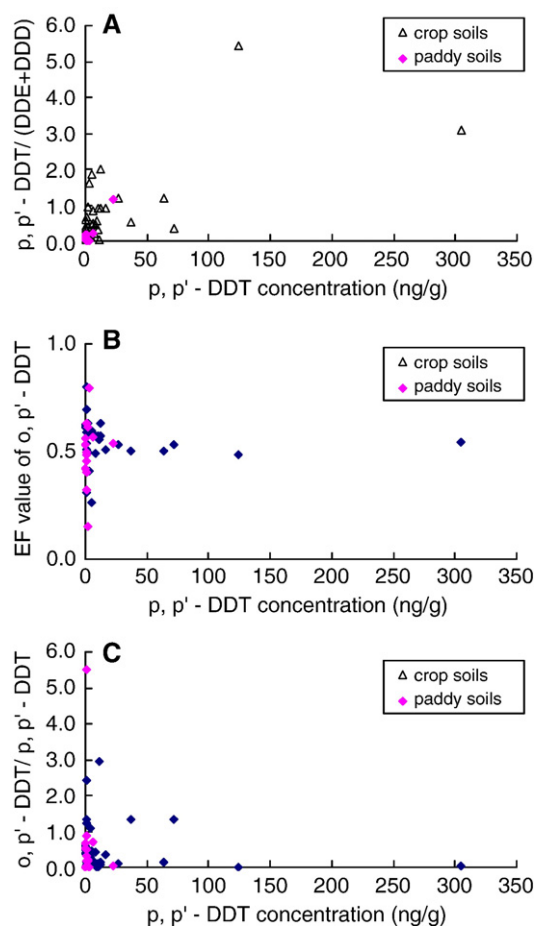 A
crop soils
paddy soils
p, p' - DDT/ (DDE+DDD)
6.0
5.0
4.0
3.0
2.0
1.0
0.0
0 50 100 150 200 250 300 350
p, p' - DDT concentration (ng/g)
B
crop soils
paddy soils
EF value of o, p' - DDT
1.0
0.5
0.0
0 50 100 150 200 250 300 350
p, p' - DDT concentration (ng/g)
C
crop soils
paddy soils
o, p' - DDT/ p, p' - DDT
6.0
5.0
4.0
3.0
2.0
1.0
0.0
0 50 100 150 200 250 300 350
p, p' - DDT concentration (ng/g)